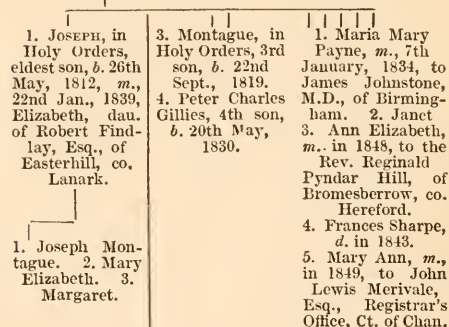 1. JOSEPH, in
Holy Orders,
eldest son, b. 26th
May, 1812, m.,
22nd Jan., 1839,
Elizabeth, dau.
of Robert Find-
lay, Esq., of
Easterhill, co,
Lanark.
1. Joseph Mon-
tague. 2. Mary
Elizabeth. 3.
Margaret.
3. Montague, in
Holy Orders, 3rd
son, b. 22nd
Sept., 1819.
4. Peter Charles
Gillies, 4th son,
b. 20th May,
1830.
1. Maria Mary
Payne, m., 7th
January, 1834, to
James Johnstone,
M.D., of Birming-
ham. 2. Janet
3. Ann Elizabeth,
m. in 1848, to the
Rev. Reginald
Pyndar Hill, of
Bromesberrow, co.
Hereford.
4. Frances Sharpe,
d. in 1843.
5. Mary Ann, m.,
in 1849, to John
Lewis Merivale,
Esq., Registrar's
Office, Ct. of Chan.